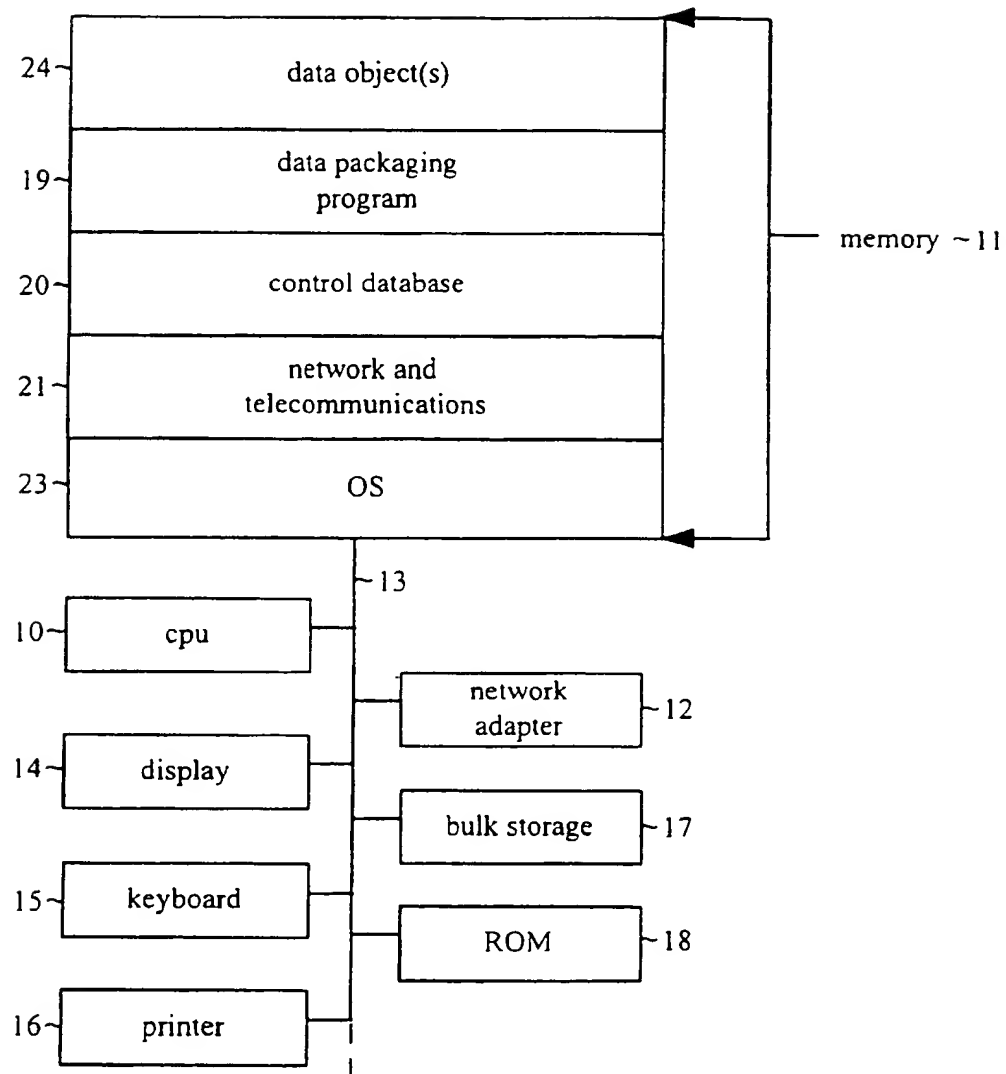 24~ data object(s)
19~ data packaging
program
memory ~11
20~ control database
21~ network and
telecommunications
23~ OS
~13
10~ cpu
network
adapter ~12
14~ display
bulk storage ~17
15~ keyboard
ROM ~18
16~ printer